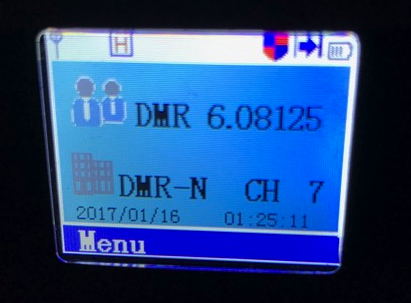 H
DMR 6.08125
DMR-N CH 7
2017/01/16 01:25:11
Menu